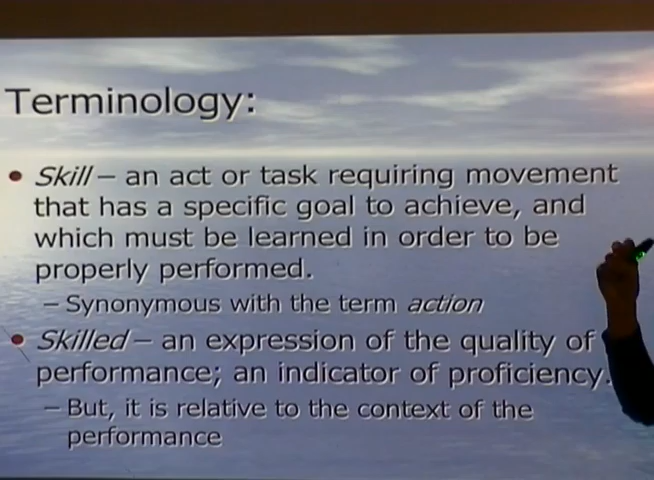 Terminology:
• Skill – an act or task requiring movement
that has a specific goal to achieve, and
which must be learned in order to be
properly performed.
– Synonymous with the term action
• Skilled – an expression of the quality of
performance; an indicator of proficiency.
– But, it is relative to the context of the
performance